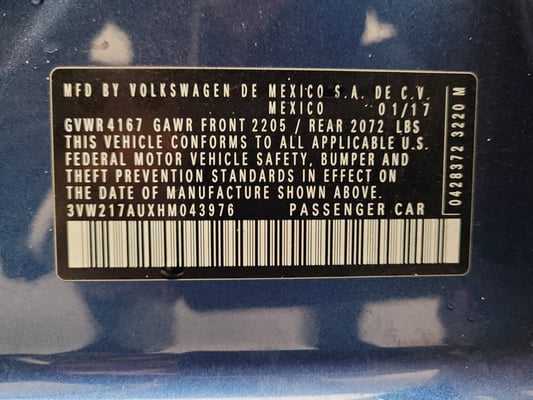 MFD BY VOLKSWAGEN DE MEXICO S.A. DE C.V.
MEXICO 01/17
GVWR 4167 GAWR FRONT 2205 / REAR 2072 LBS
THIS VEHICLE CONFORMS TO ALL APPLICABLE U.S.
FEDERAL MOTOR VEHICLE SAFETY, BUMPER AND
THEFT PREVENTION STANDARDS IN EFFECT ON
THE DATE OF MANUFACTURE SHOWN ABOVE.
3VW217AUXHM043976 PASSENGER CAR
0428372 3220 M